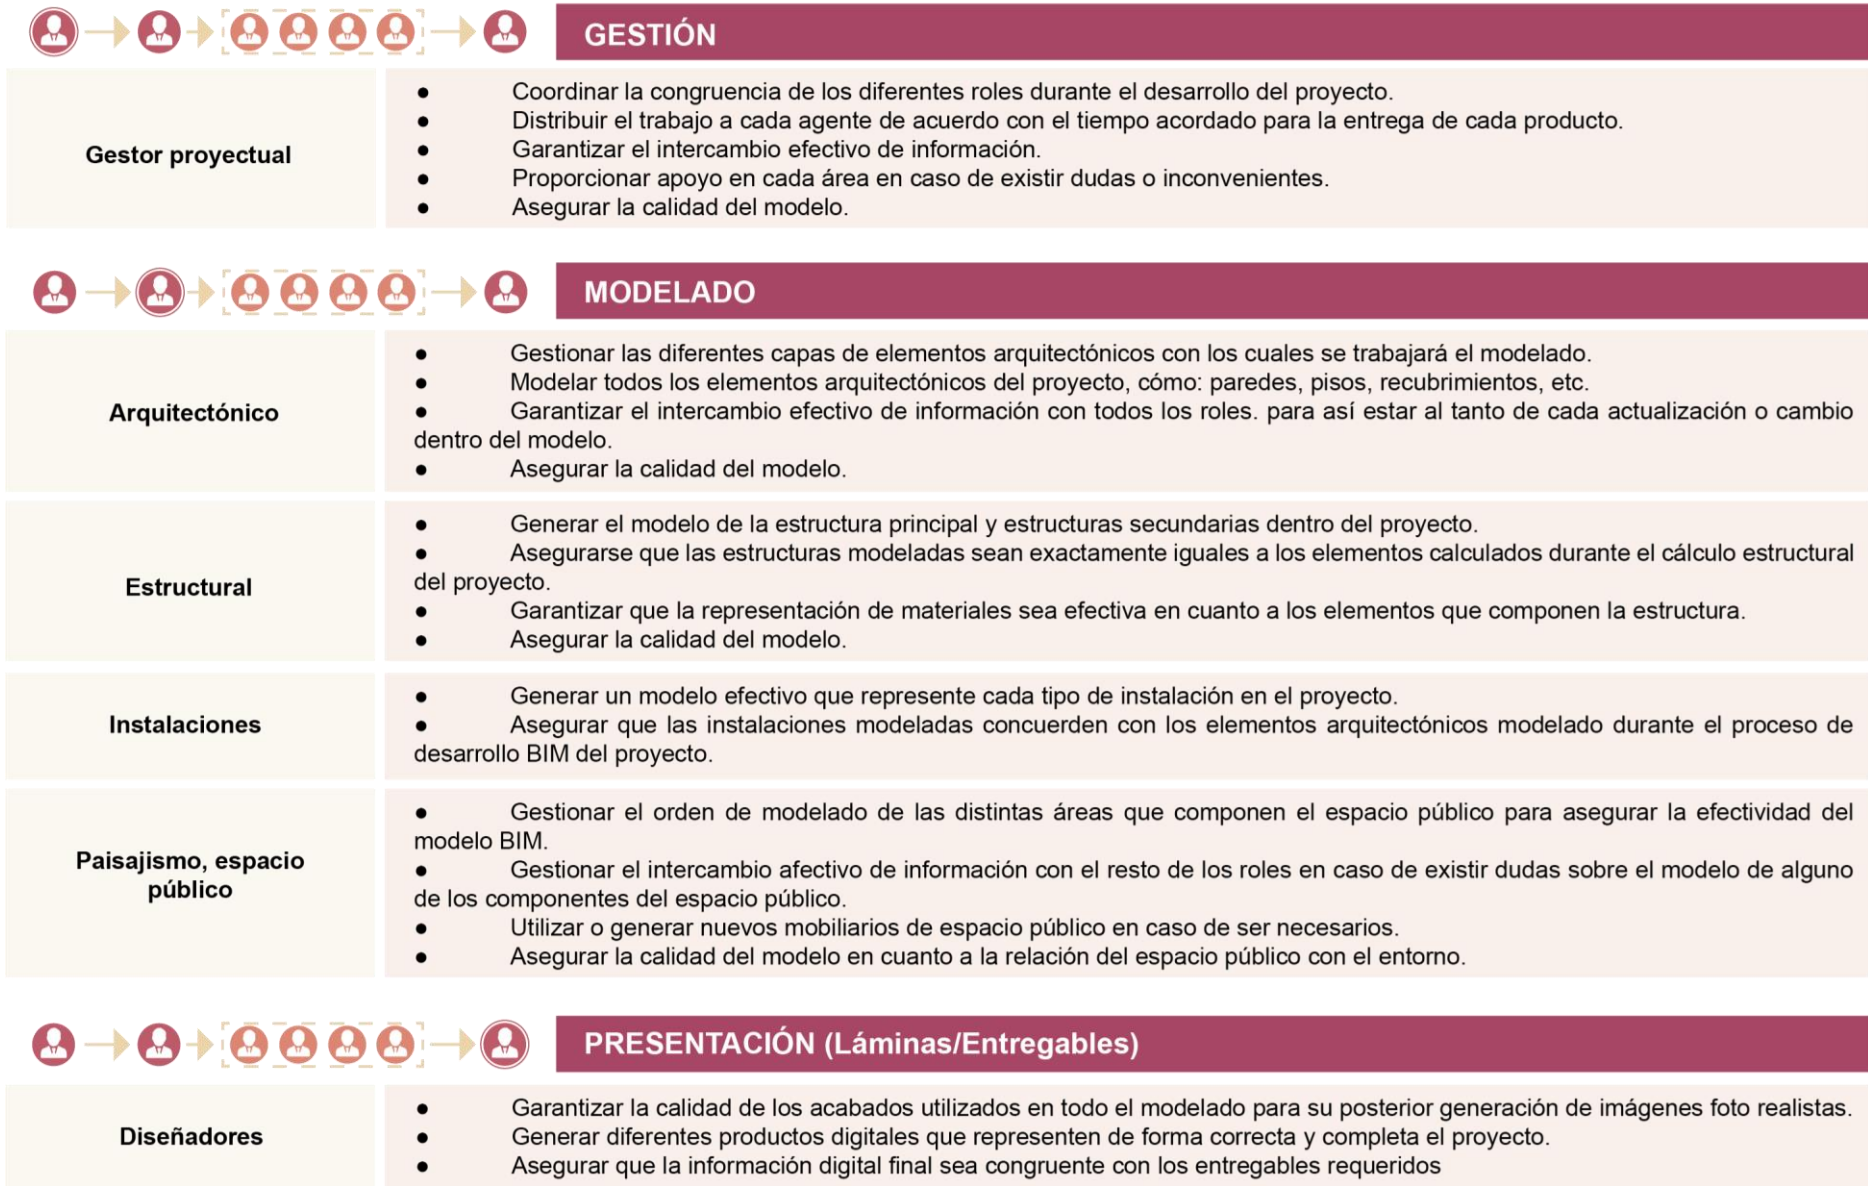 GESTIÓN
Gestor proyectual
● Coordinar la congruencia de los diferentes roles durante el desarrollo del proyecto.
● Distribuir el trabajo a cada agente de acuerdo con el tiempo acordado para la entrega de cada producto.
● Garantizar el intercambio efectivo de información.
● Proporcionar apoyo en cada área en caso de existir dudas o inconvenientes.
● Asegurar la calidad del modelo.
MODELADO
Arquitectónico
● Gestionar las diferentes capas de elementos arquitectónicos con los cuales se trabajará el modelado.
● Modelar todos los elementos arquitectónicos del proyecto, cómo: paredes, pisos, recubrimientos, etc.
● Garantizar el intercambio efectivo de información con todos los roles. para así estar al tanto de cada actualización o cambio
dentro del modelo.
● Asegurar la calidad del modelo.
Estructural
● Generar el modelo de la estructura principal y estructuras secundarias dentro del proyecto.
● Asegurarse que las estructuras modeladas sean exactamente iguales a los elementos calculados durante el cálculo estructural
del proyecto.
● Garantizar que la representación de materiales sea efectiva en cuanto a los elementos que componen la estructura.
● Asegurar la calidad del modelo.
Instalaciones
● Generar un modelo efectivo que represente cada tipo de instalación en el proyecto.
● Asegurar que las instalaciones modeladas concuerden con los elementos arquitectónicos modelado durante el proceso de
desarrollo BIM del proyecto.
Paisajismo, espacio
público
● Gestionar el orden de modelado de las distintas áreas que componen el espacio público para asegurar la efectividad del
modelo BIM.
● Gestionar el intercambio afectivo de información con el resto de los roles en caso de existir dudas sobre el modelo de alguno
de los componentes del espacio público.
● Utilizar o generar nuevos mobiliarios de espacio público en caso de ser necesarios.
● Asegurar la calidad del modelo en cuanto a la relación del espacio público con el entorno.
PRESENTACIÓN (Láminas/Entregables)
Diseñadores
● Garantizar la calidad de los acabados utilizados en todo el modelado para su posterior generación de imágenes foto realistas.
● Generar diferentes productos digitales que representen de forma correcta y completa el proyecto.
● Asegurar que la información digital final sea congruente con los entregables requeridos